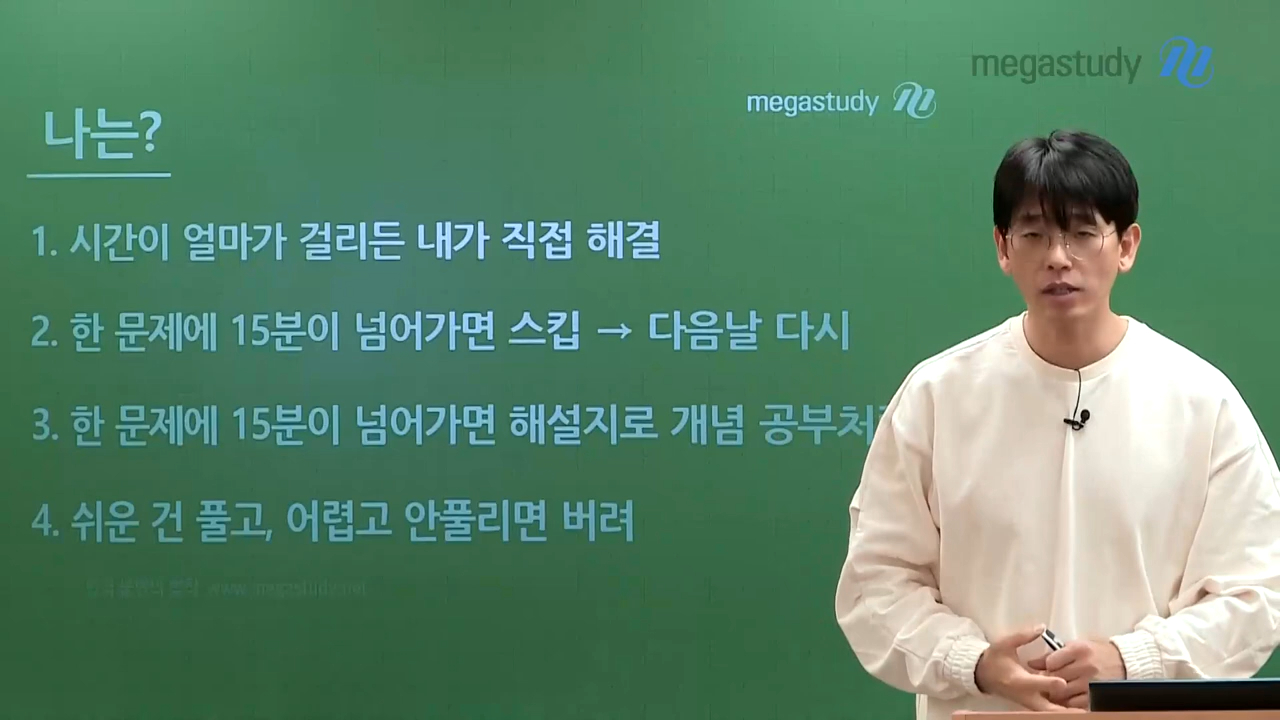 megastudy
megastudy
나는?
1. 시간이 얼마가 걸리든 내가 직접 해결
2. 한 문제에 15분이 넘어가면 스킵 → 다음날 다시
3. 한 문제에 15분이 넘어가면 해설지로 개념 공부처
4. 쉬운 건 풀고, 어렵고 안풀리면 버려
www.megastudy.net